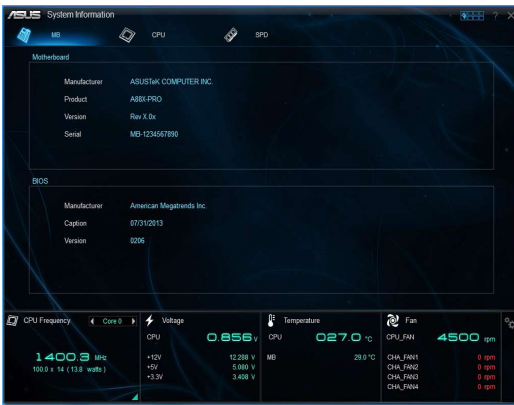 ASUS System Information ? X
MB CPU SPD
Motherboard
Manufacturer ASUSTeK COMPUTER INC.
Product A88X-PRO
Version Rev X.0x
Serial MB-1234567890
BIOS
Manufacturer American Megatrends Inc.
Caption 07/31/2013
Version 0206
CPU Frequency Core 0
1400.3 MHz
100.0 x 14 (13.8 watts)
Voltage
CPU 0.856 V
+12V 12.288 V
+5V 5.080 V
+3.3V 3.408 V
Temperature
CPU 027.0 °C
MB 29.0 °C
Fan
CPU_FAN 4500 rpm
CHA_FAN1 0 rpm
CHA_FAN2 0 rpm
CHA_FAN3 0 rpm
CHA_FAN4 0 rpm